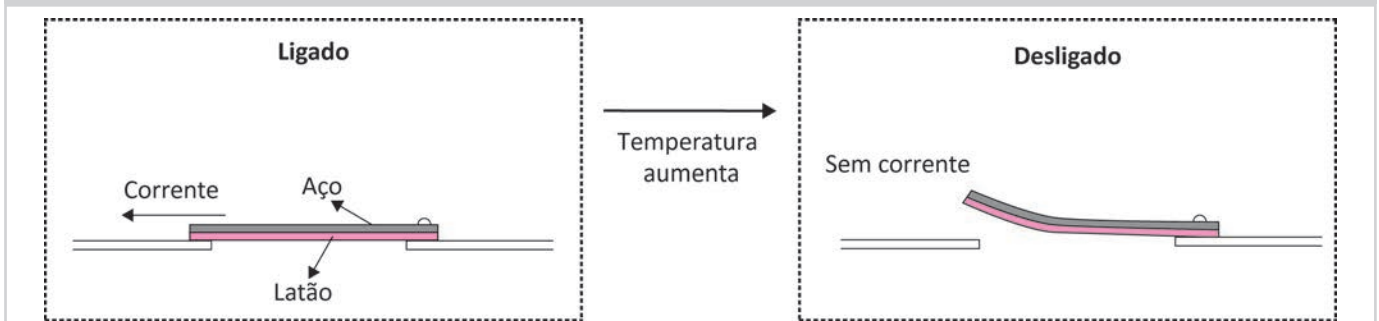 Ligado
Corrente
Aço
Latão
Temperatura
aumenta
Desligado
Sem corrente